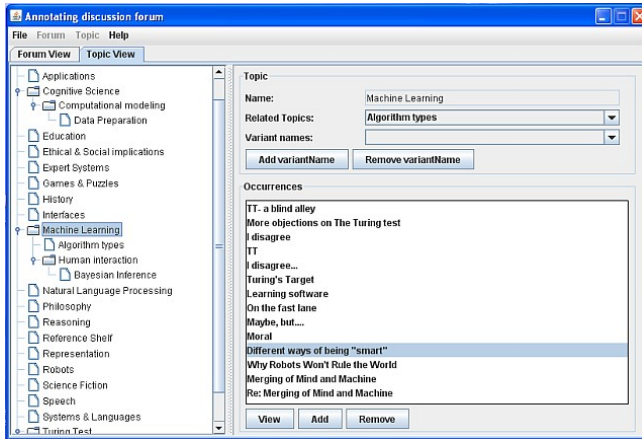 Annotating discussion forum
File Forum Topic Help
Forum View Topic View
Applications
Cognitive Science
Computational modeling
Data Preparation
Education
Ethical & Social implications
Expert Systems
Games & Puzzles
History
Interfaces
Machine Learning
Algorithm types
Human interaction
Bayesian Inference
Natural Language Processing
Philosophy
Reasoning
Reference Shelf
Representation
Robots
Science Fiction
Speech
Systems & Languages
Turing Test
Topic
Name: Machine Learning
Related Topics: Algorithm types
Variant names:
Add variantName Remove variantName
Occurrences
TT- a blind alley
More objections on The Turing test
I disagree
TT
I disagree...
Turing's Target
Learning software
On the fast lane
Maybe, but....
Moral
Different ways of being "smart"
Why Robots Won't Rule the World
Merging of Mind and Machine
Re: Merging of Mind and Machine
View Add Remove